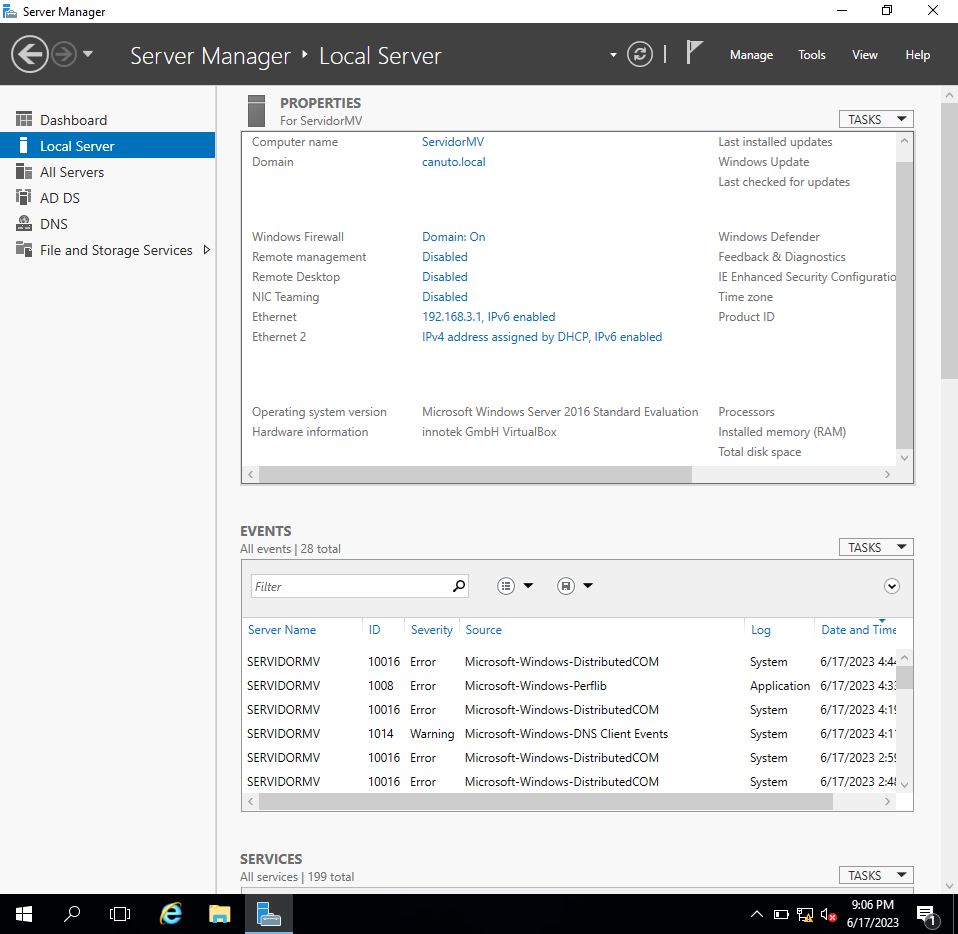 Server Manager
Server Manager ‣ Local Server
Manage Tools View Help
Dashboard
Local Server
All Servers
AD DS
DNS
File and Storage Services
PROPERTIES
For ServidorMV
TASKS
Computer name ServidorMV Last installed updates
Domain canuto.local Windows Update
Last checked for updates
Windows Firewall Domain: On Windows Defender
Remote management Disabled Feedback & Diagnostics
Remote Desktop Disabled IE Enhanced Security Configuratio
NIC Teaming Disabled Time zone
Ethernet 192.168.3.1, IPv6 enabled Product ID
Ethernet 2 IPv4 address assigned by DHCP, IPv6 enabled
Operating system version Microsoft Windows Server 2016 Standard Evaluation Processors
Hardware information innotek GmbH VirtualBox Installed memory (RAM)
Total disk space
EVENTS
All events | 28 total
TASKS
Filter
Server Name ID Severity Source Log Date and Time
SERVIDORMV 10016 Error Microsoft-Windows-DistributedCOM System 6/17/2023 4:44
SERVIDORMV 1008 Error Microsoft-Windows-Perflib Application 6/17/2023 4:33
SERVIDORMV 10016 Error Microsoft-Windows-DistributedCOM System 6/17/2023 4:19
SERVIDORMV 1014 Warning Microsoft-Windows-DNS Client Events System 6/17/2023 4:1
SERVIDORMV 10016 Error Microsoft-Windows-DistributedCOM System 6/17/2023 2:59
SERVIDORMV 10016 Error Microsoft-Windows-DistributedCOM System 6/17/2023 2:48
SERVICES
All services | 199 total
TASKS
9:06 PM
6/17/2023
1